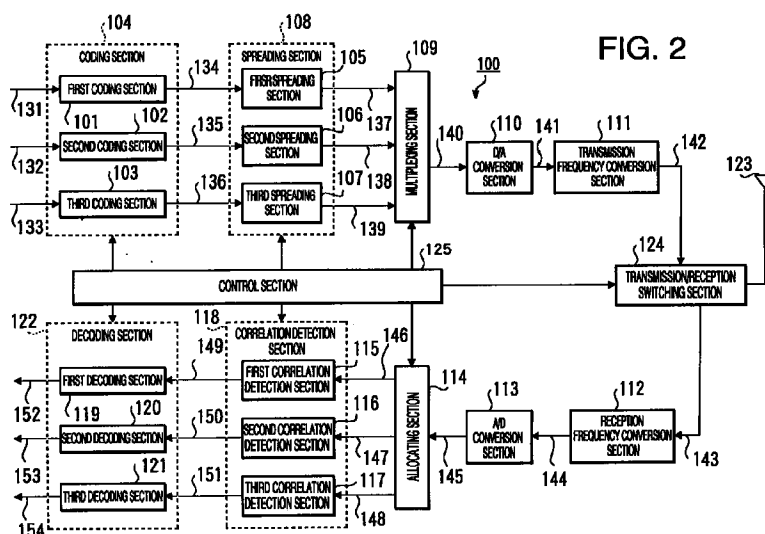 FIG. 2
100
104
108
109
CODING SECTION
134
SPREADING SECTION
105
FIRST CODING SECTION
FIRSR SPREADING
SECTION
131
101
102
137
106
110
111
142
123
SECOND CODING SECTION
135
SECOND SPREADING
SECTION
MULTIPLEXING SECTION
140
D/A
CONVERSION
SECTION
141
TRANSMISSION
FREQUENCY CONVERSION
SECTION
132
103
138
107
THIRD CODING SECTION
136
THIRD SPREADING
SECTION
133
139
125
124
CONTROL SECTION
TRANSMISSION/RECEPTION
SWITCHING SECTION
122
DECODING SECTION
118
CORRELATION DETECTION
SECTION
146
149
115
FIRST DECODING SECTION
FIRST CORRELATION
DETECTION SECTION
114
113
112
152
119
120
150
116
SECOND DECODING SECTION
SECOND CORRELATION
DETECTION SECTION
ALLOCATING SECTION
A/D
CONVERSION
SECTION
RECEPTION
FREQUENCY CONVERSION
SECTION
153
121
151
147
117
145
144
143
THIRD DECODING SECTION
THIRD CORRELATION
DETECTION SECTION
154
148